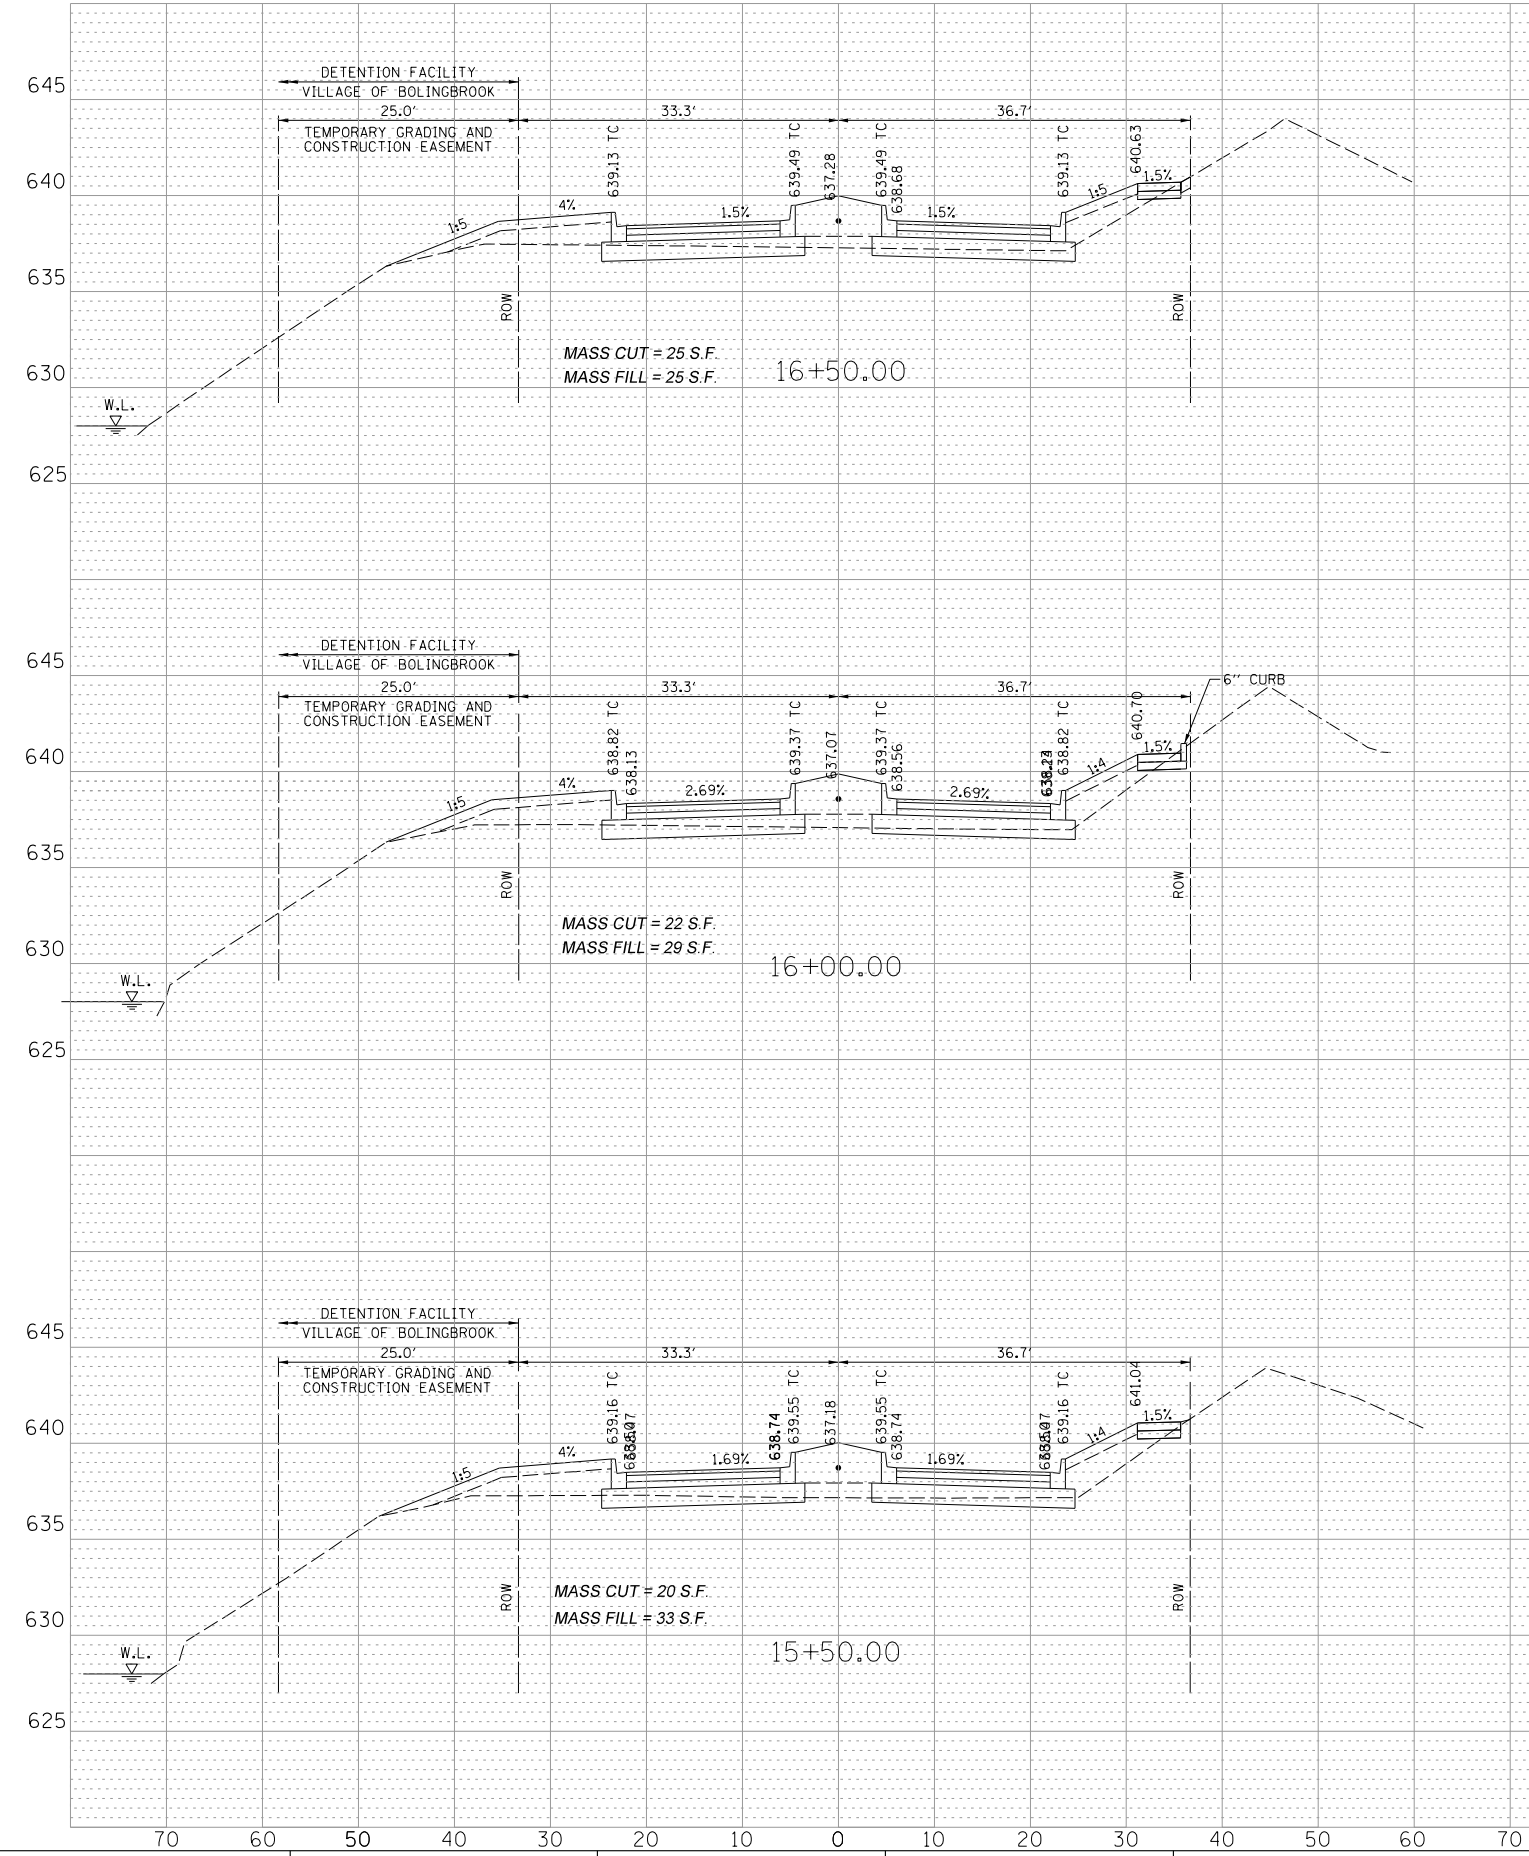 DETENTION FACILITY
VILLAGE OF BOLINGBROOK
645
25.0'
33.3'
36.7'
TEMPORARY GRADING AND
CONSTRUCTION EASEMENT
639.13 TC
639.49 TC
637.28
639.49 TC
638.68
639.13 TC
640.63
640
1:5
4%
1.5%
1.5%
1:5
1.5%
635
ROW
ROW
MASS CUT = 25 S.F.
MASS FILL = 25 S.F.
16+50.00
630
W.L.
625
DETENTION FACILITY
VILLAGE OF BOLINGBROOK
645
25.0'
33.3'
36.7'
6" CURB
TEMPORARY GRADING AND
CONSTRUCTION EASEMENT
638.82 TC
638.13
639.37 TC
637.07
639.37 TC
638.56
638.82 TC
640.70
640
1:5
4%
2.69%
2.69%
1:4
1.5%
635
ROW
ROW
MASS CUT = 22 S.F.
MASS FILL = 29 S.F.
16+00.00
630
W.L.
625
DETENTION FACILITY
VILLAGE OF BOLINGBROOK
645
25.0'
33.3'
36.7'
TEMPORARY GRADING AND
CONSTRUCTION EASEMENT
639.16 TC
638.74
639.55 TC
637.18
639.55 TC
638.74
639.16 TC
641.04
640
1:5
4%
1.69%
1.69%
1:4
1.5%
635
ROW
ROW
MASS CUT = 20 S.F.
MASS FILL = 33 S.F.
15+50.00
630
W.L.
625
70 60 50 40 30 20 10 0 10 20 30 40 50 60 70